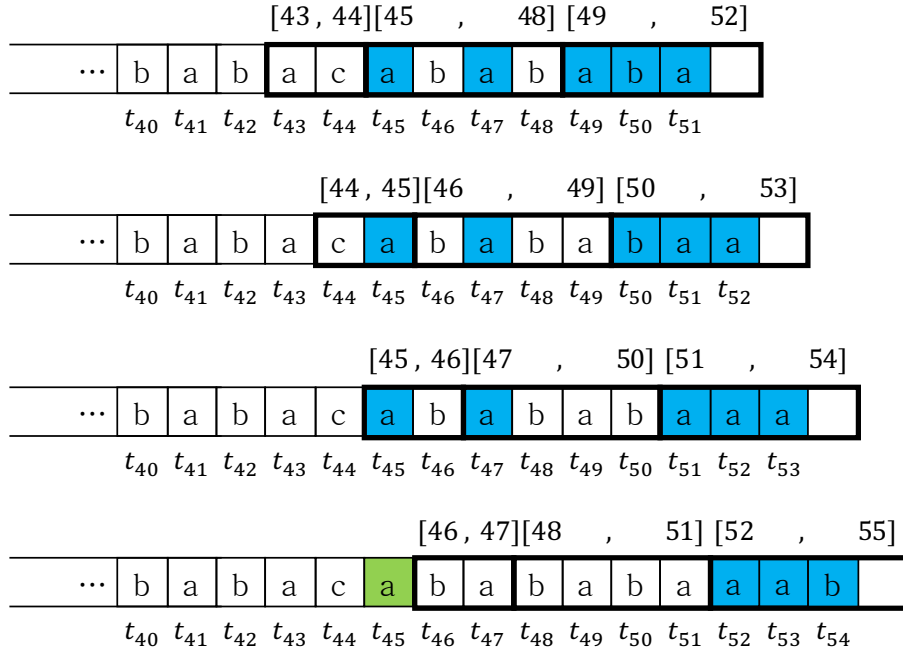 [43 , 44][45 , 48] [49 , 52]
⋯ b a b a c a b a b a b a
t40 t41 t42 t43 t44 t45 t46 t47 t48 t49 t50 t51
[44 , 45][46 , 49] [50 , 53]
⋯ b a b a c a b a b a b a a
t40 t41 t42 t43 t44 t45 t46 t47 t48 t49 t50 t51 t52
[45 , 46][47 , 50] [51 , 54]
⋯ b a b a c a b a b a b a a a
t40 t41 t42 t43 t44 t45 t46 t47 t48 t49 t50 t51 t52 t53
[46 , 47][48 , 51] [52 , 55]
⋯ b a b a c a b a b a b a a a b
t40 t41 t42 t43 t44 t45 t46 t47 t48 t49 t50 t51 t52 t53 t54